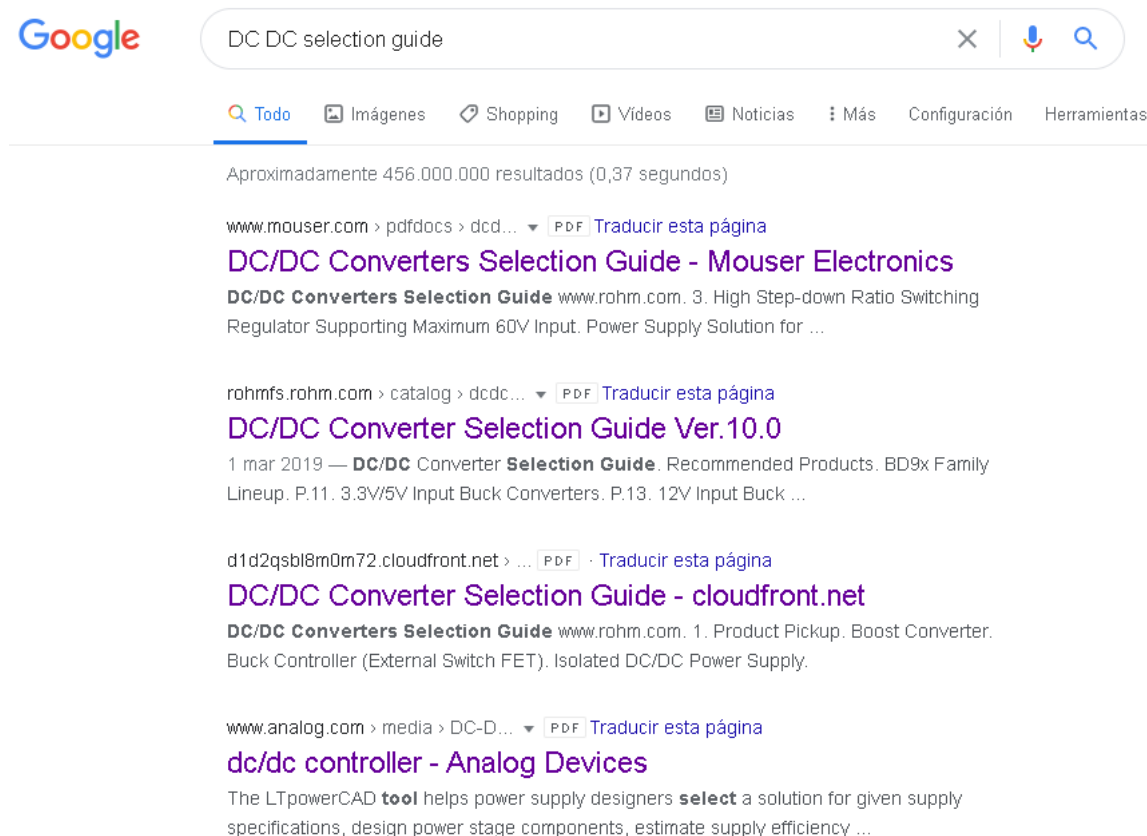 Google
DC DC selection guide
Todo Imágenes Shopping Vídeos Noticias Más Configuración Herramientas
Aproximadamente 456.000.000 resultados (0,37 segundos)
www.mouser.com › pdfdocs › dcd... PDF Traducir esta página
DC/DC Converters Selection Guide - Mouser Electronics
DC/DC Converters Selection Guide www.rohm.com. 3. High Step-down Ratio Switching
Regulator Supporting Maximum 60V Input. Power Supply Solution for ...
rohmfs.rohm.com › catalog › dcdc... PDF Traducir esta página
DC/DC Converter Selection Guide Ver.10.0
1 mar 2019 — DC/DC Converter Selection Guide. Recommended Products. BD9x Family
Lineup. P.11. 3.3V/5V Input Buck Converters. P.13. 12V Input Buck ...
d1d2qsbl8m0m72.cloudfront.net › ... PDF · Traducir esta página
DC/DC Converter Selection Guide - cloudfront.net
DC/DC Converters Selection Guide www.rohm.com. 1. Product Pickup. Boost Converter.
Buck Controller (External Switch FET). Isolated DC/DC Power Supply.
www.analog.com › media › DC-D... PDF Traducir esta página
dc/dc controller - Analog Devices
The LTpowerCAD tool helps power supply designers select a solution for given supply
specifications, design power stage components, estimate supply efficiency ...